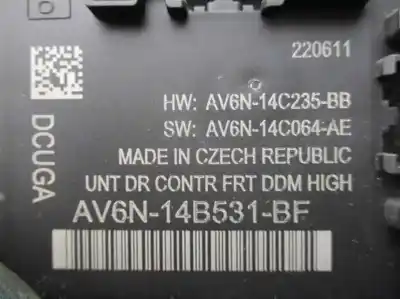 220611
HW: AV6N-14C235-BB
SW: AV6N-14C064-AE
MADE IN CZECH REPUBLIC
UNT DR CONTR FRT DDM HIGH
AV6N-14B531-BF
DCUGA